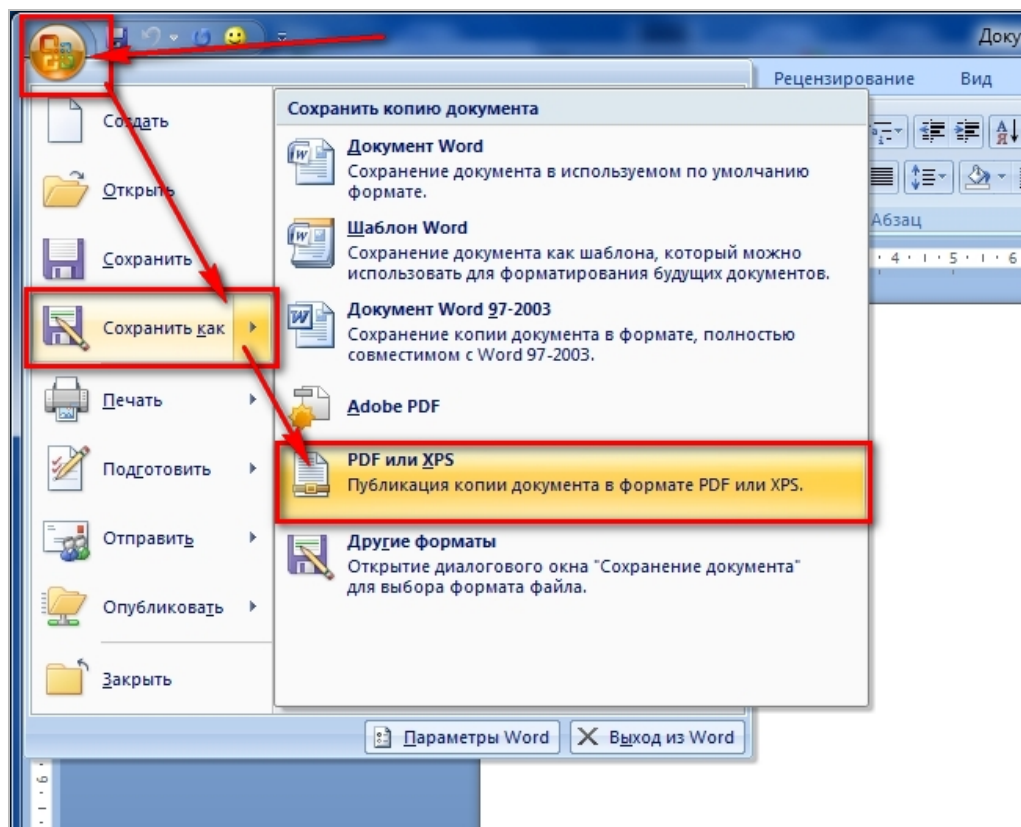 Доку
Рецензирование Вид
Создать
Открыть
Сохранить
Сохранить как
Печать
Подготовить
Отправить
Опубликовать
Закрыть
Сохранить копию документа
Документ Word
Сохранение документа в используемом по умолчанию
формате.
Шаблон Word
Сохранение документа как шаблона, который можно
использовать для форматирования будущих документов.
Документ Word 97-2003
Сохранение копии документа в формате, полностью
совместимом с Word 97-2003.
Adobe PDF
PDF или XPS
Публикация копии документа в формате PDF или XPS.
Другие форматы
Открытие диалогового окна "Сохранение документа"
для выбора формата файла.
А
Я
Абзац
4 5 6
Параметры Word Выход из Word
9